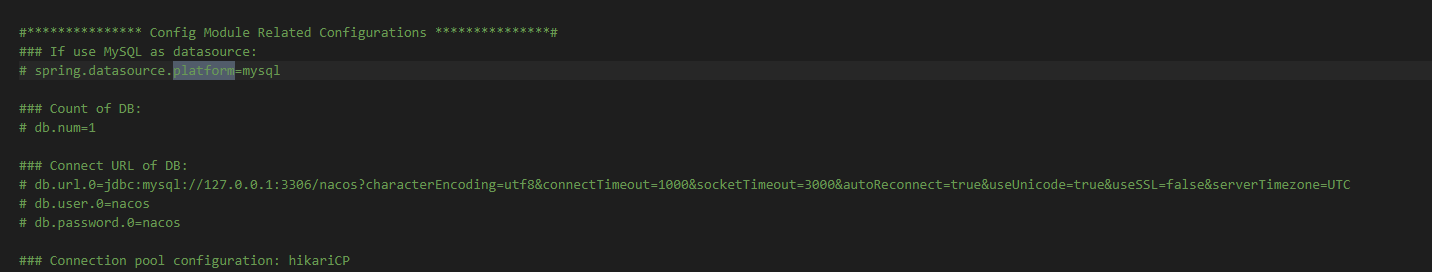 #*************** Config Module Related Configurations ***************#
### If use MySQL as datasource:
# spring.datasource.platform=mysql
### Count of DB:
# db.num=1
### Connect URL of DB:
# db.url.0=jdbc:mysql://127.0.0.1:3306/nacos?characterEncoding=utf8&connectTimeout=1000&socketTimeout=3000&autoReconnect=true&useUnicode=true&useSSL=false&serverTimezone=UTC
# db.user.0=nacos
# db.password.0=nacos
### Connection pool configuration: hikariCP